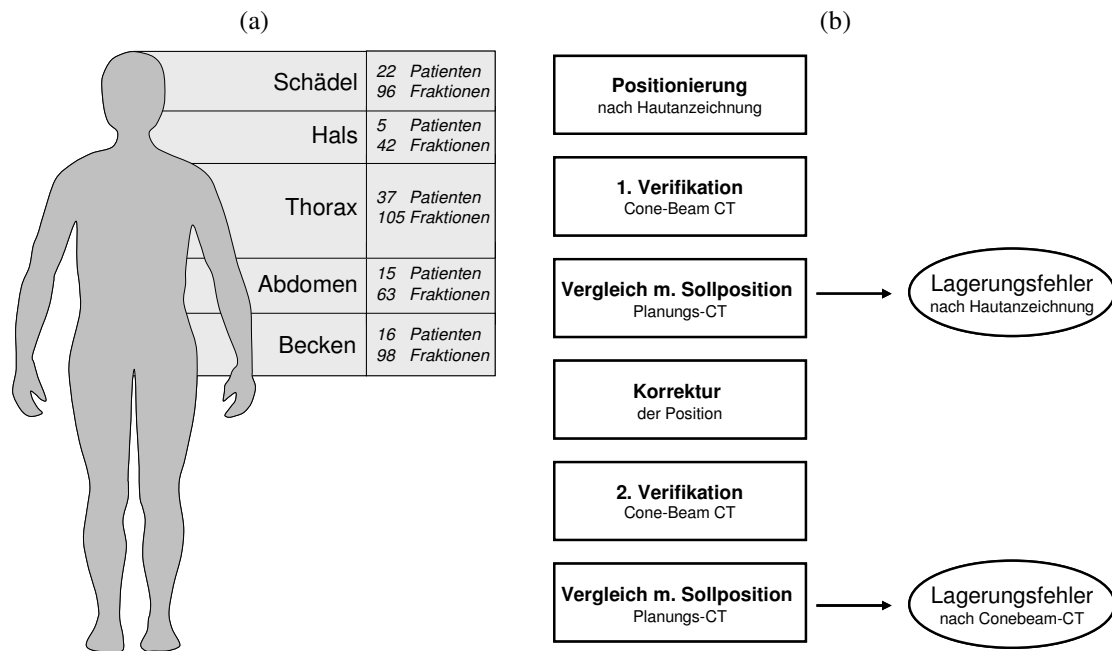 (a)
Schädel
22 Patienten
96 Fraktionen
Hals
5 Patienten
42 Fraktionen
Thorax
37 Patienten
105 Fraktionen
Abdomen
15 Patienten
63 Fraktionen
Becken
16 Patienten
98 Fraktionen
(b)
Positionierung
nach Hautanzeichnung
1. Verifikation
Cone-Beam CT
Vergleich m. Sollposition
Planungs-CT
Lagerungsfehler
nach Hautanzeichnung
Korrektur
der Position
2. Verifikation
Cone-Beam CT
Vergleich m. Sollposition
Planungs-CT
Lagerungsfehler
nach Conebeam-CT